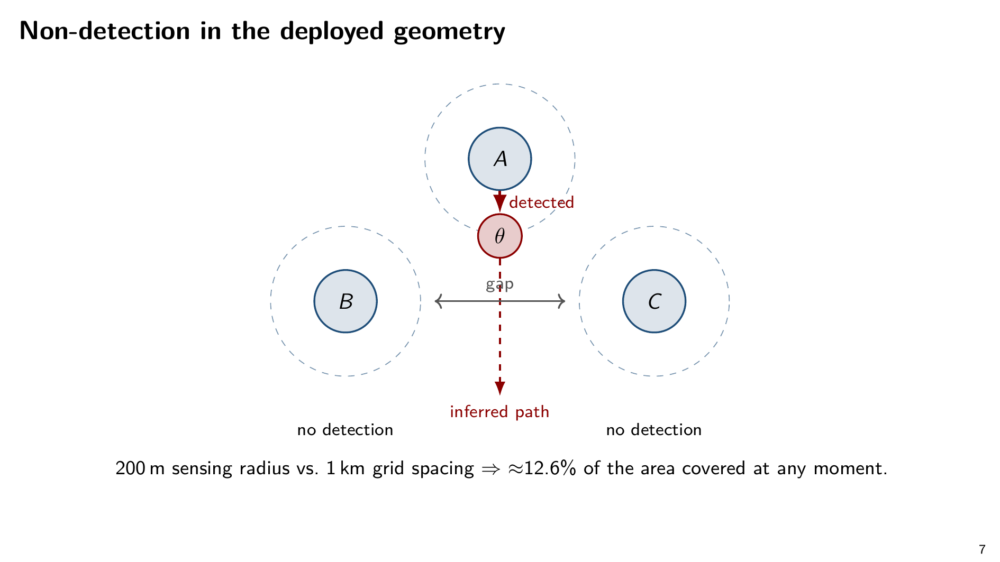 Non-detection in the deployed geometry
A
detected
θ
gap
B
C
inferred path
no detection
no detection
200 m sensing radius vs. 1 km grid spacing ⇒ ≈12.6% of the area covered at any moment.
7